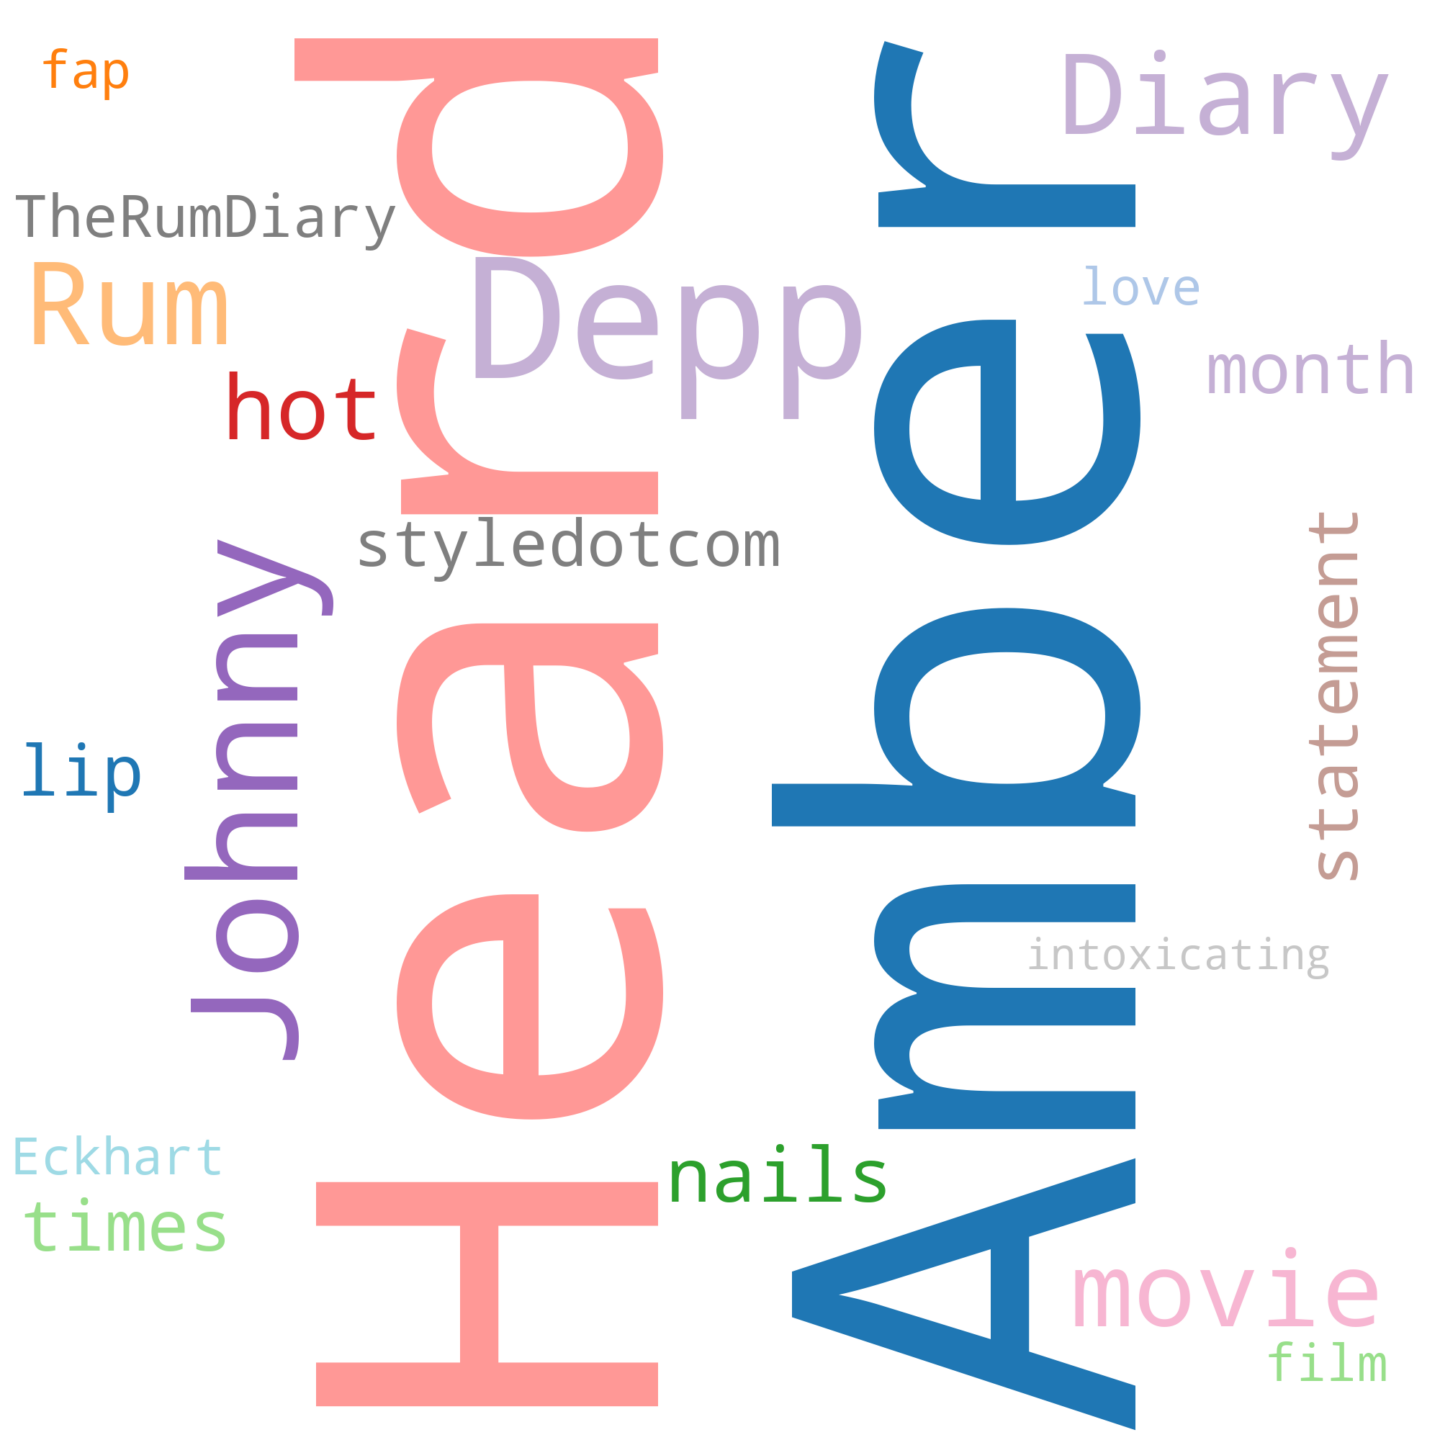 fap
Diary
TheRumDiary
Rum
Depp
love
month
hot
styledotcom
statement
Johnny
lip
Heard
Amber
intoxicating
Eckhart
nails
times
movie
film